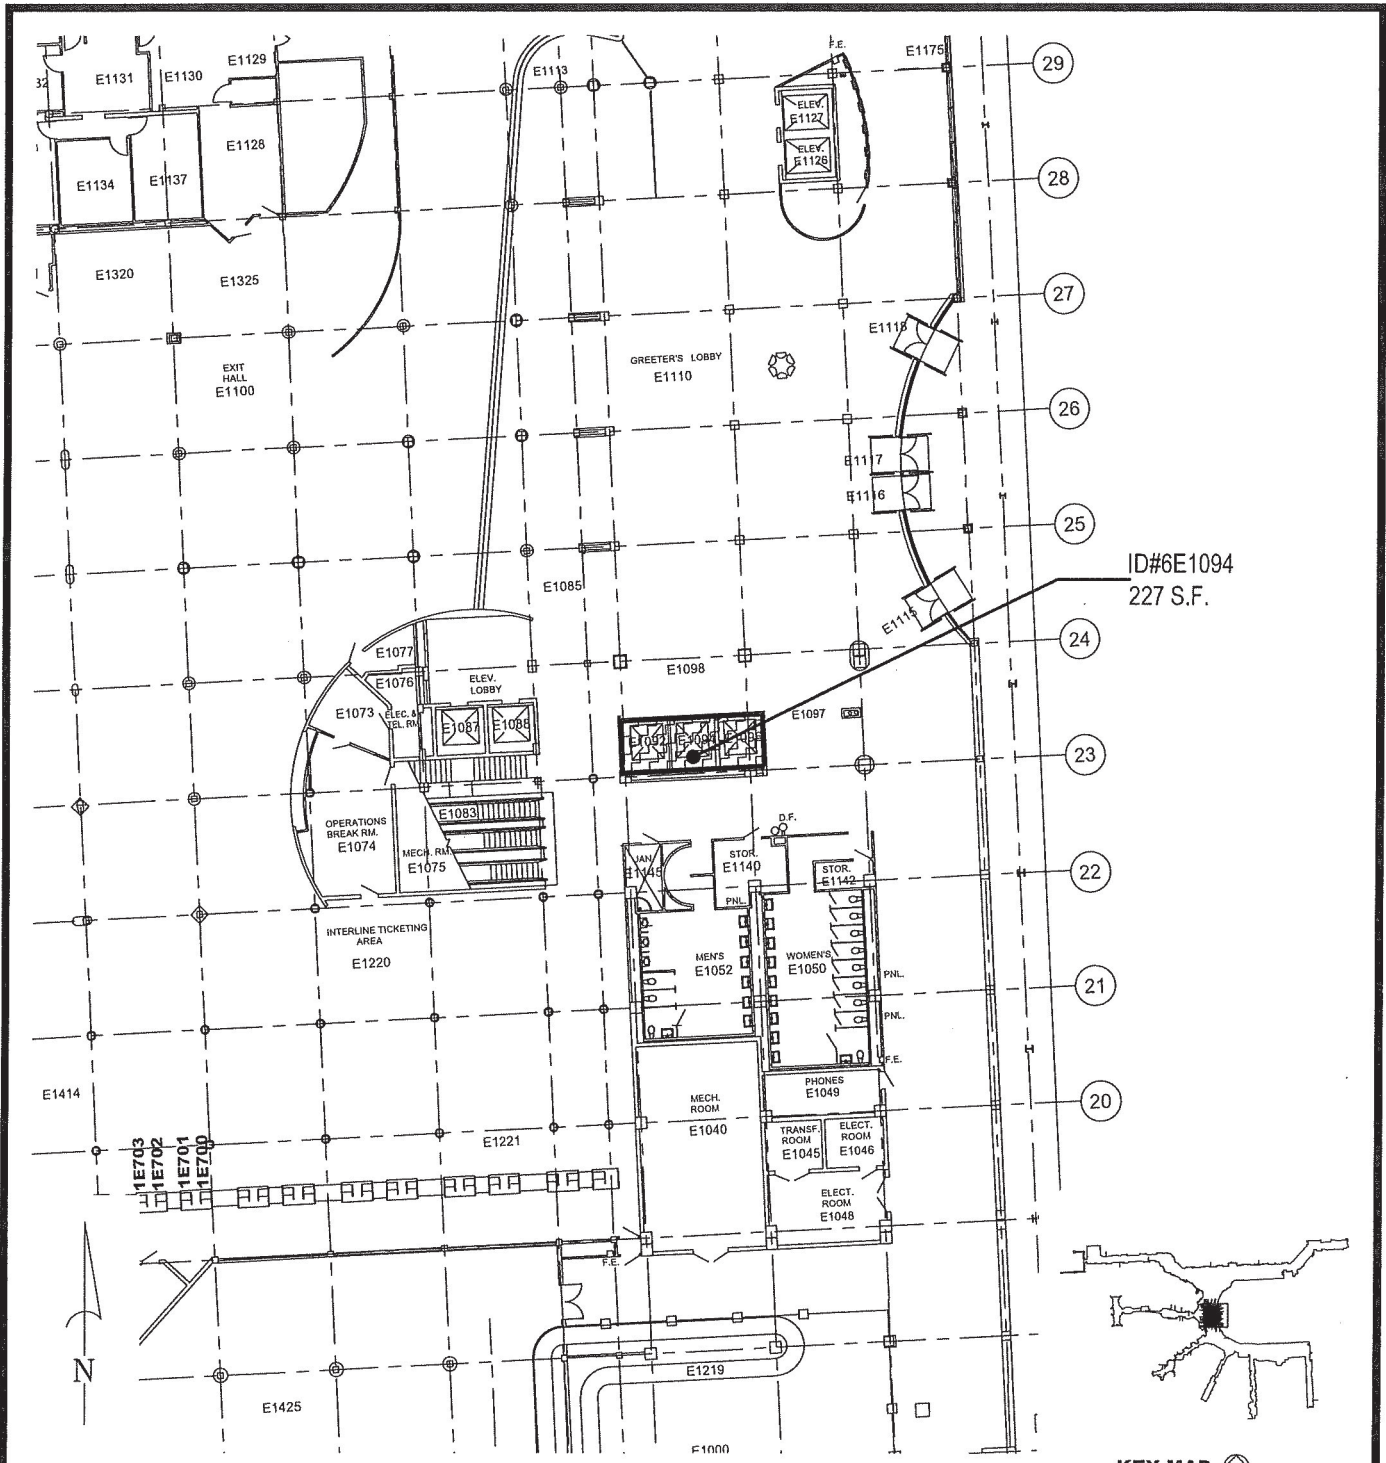 E1129
E1175
F.E.
29
E1131
E1130
E1113
32
ELEV.
E1127
E1128
ELEV.
E1126
E1134
E1137
28
E1320
E1325
27
E1118
GREETER'S LOBBY
E1110
EXIT
HALL
E1100
26
E1117
E1116
25
ID#6E1094
227 S.F.
E1085
E1115
24
E1077
E1098
E1076
ELEV.
LOBBY
E1073
ELEC. &
TEL. RM.
E1087
E1088
E1097
E1092
23
E1083
OPERATIONS
BREAK RM.
E1074
MECH. RM.
E1075
D.F.
JAN.
E1145
STOR.
E1140
STOR.
E1142
22
PNL.
INTERLINE TICKETING
AREA
E1220
MEN'S
E1052
WOMEN'S
E1050
PNL.
21
PNL.
F.E.
E1414
PHONES
E1049
MECH.
ROOM
E1040
20
TRANSF.
ROOM
E1045
ELECT.
ROOM
E1046
E1221
1E703
1E702
1E701
1E700
ELECT.
ROOM
E1048
F.E.
N
E1219
E1425
E1000
KEY MAP